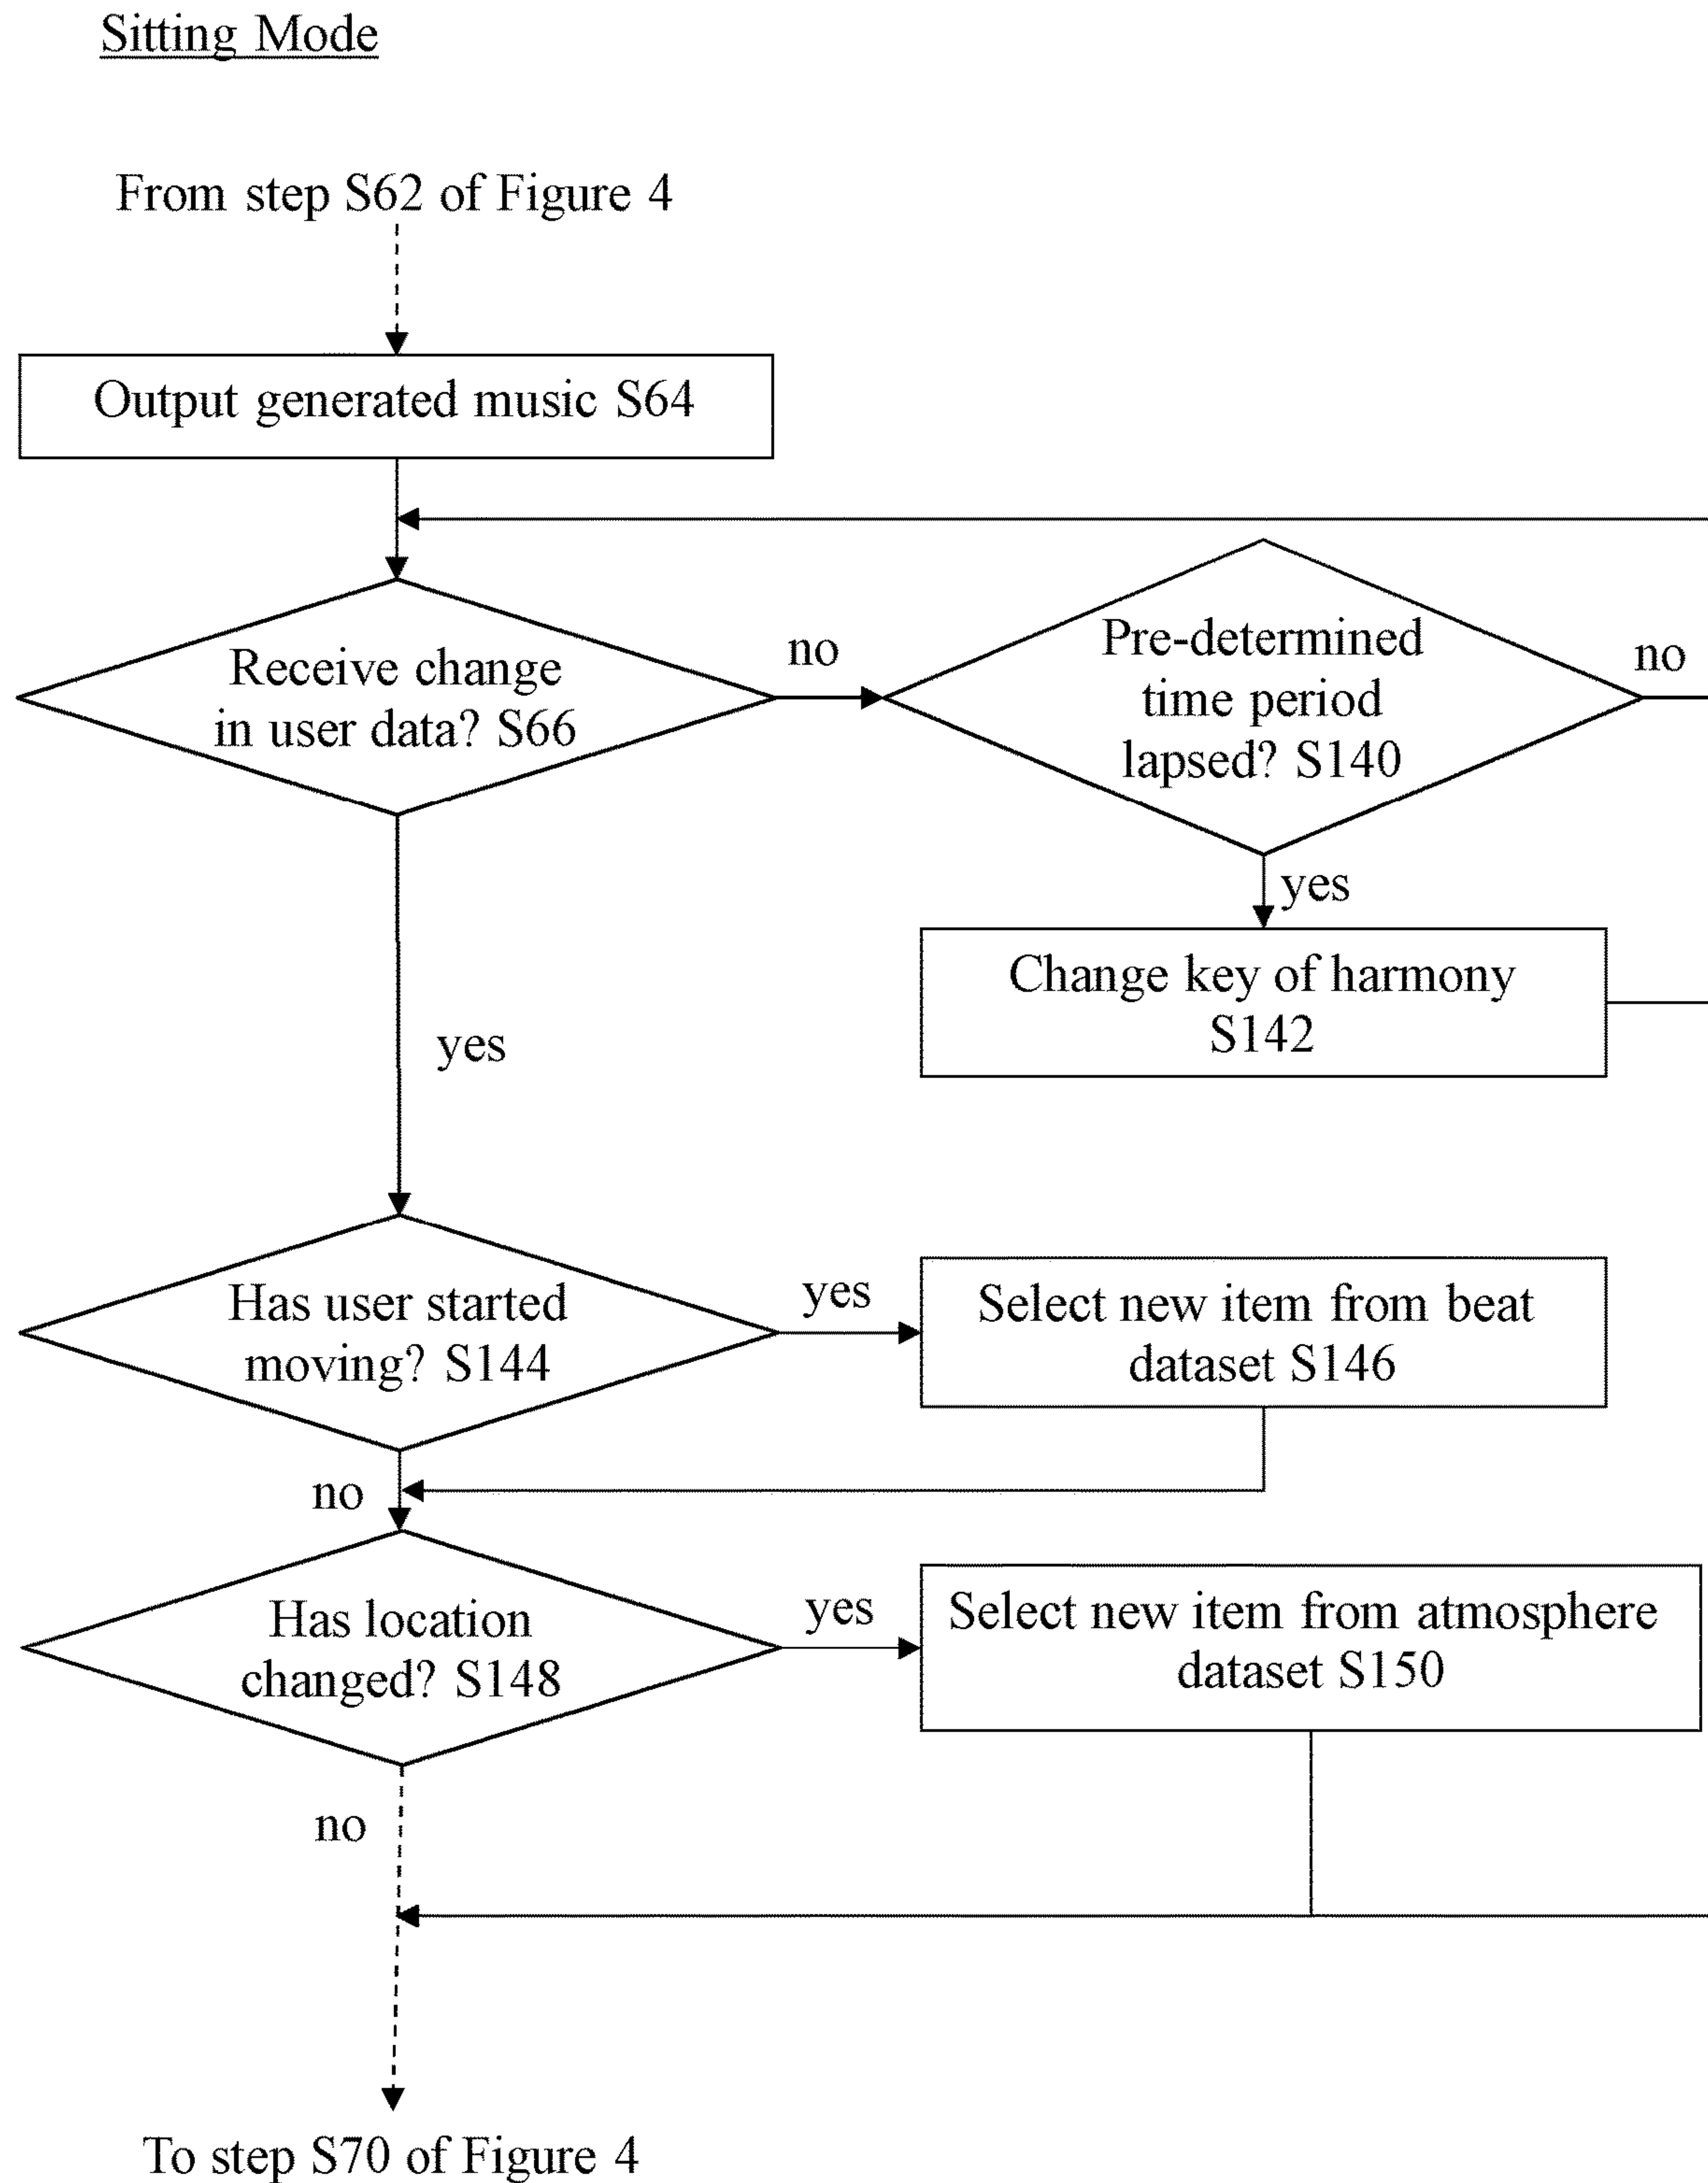 Sitting Mode
From step S62 of Figure 4
Output generated music S64
Receive change
in user data? S66
no
Pre-determined
time period
lapsed? S140
no
yes
Change key of harmony
S142
yes
Has user started
moving? S144
yes
Select new item from beat
dataset S146
no
Has location
changed? S148
yes
Select new item from atmosphere
dataset S150
no
To step S70 of Figure 4